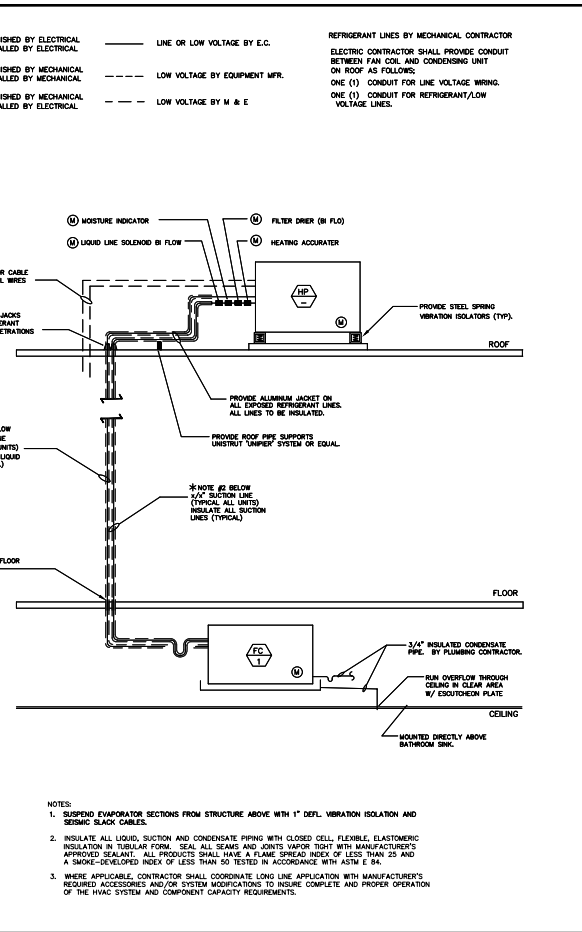 ISHED BY ELECTRICAL
ALLED BY ELECTRICAL
LINE OR LOW VOLTAGE BY E.C.
ISHED BY MECHANICAL
ALLED BY MECHANICAL
LOW VOLTAGE BY EQUIPMENT MFR.
ISHED BY MECHANICAL
ALLED BY ELECTRICAL
LOW VOLTAGE BY M & E
REFRIGERANT LINES BY MECHANICAL CONTRACTOR
ELECTRIC CONTRACTOR SHALL PROVIDE CONDUIT
BETWEEN FAN COIL AND CONDENSING UNIT
ON ROOF AS FOLLOWS;
ONE (1) CONDUIT FOR LINE VOLTAGE WIRING.
ONE (1) CONDUIT FOR REFRIGERANT/LOW
VOLTAGE LINES.
M MOISTURE INDICATOR
M FILTER DRIER (BI FLO)
M LIQUID LINE SOLENOID BI FLOW
M HEATING ACCURATER
OR CABLE
L WIRES
HP
–
M
JACKS
ERANT
ETRATIONS
PROVIDE STEEL SPRING
VIBRATION ISOLATORS (TYP).
ROOF
PROVIDE ALUMINUM JACKET ON
ALL EXPOSED REFRIGERANT LINES.
ALL LINES TO BE INSULATED.
LOW
NE
UNITS)
LIQUID
)
PROVIDE ROOF PIPE SUPPORTS
UNISTRUT 'UNIPIER' SYSTEM OR EQUAL.
*NOTE #2 BELOW
x/x" SUCTION LINE
(TYPICAL ALL UNITS)
INSULATE ALL SUCTION
LINES (TYPICAL)
FLOOR
FLOOR
FC
1
M
3/4" INSULATED CONDENSATE
PIPE. BY PLUMBING CONTRACTOR.
RUN OVERFLOW THROUGH
CEILING IN CLEAR AREA
W/ ESCUTCHEON PLATE
CEILING
MOUNTED DIRECTLY ABOVE
BATHROOM SINK.
NOTES:
1. SUSPEND EVAPORATOR SECTIONS FROM STRUCTURE ABOVE WITH 1" DEFL. VIBRATION ISOLATION AND
SEISMIC SLACK CABLES.
2. INSULATE ALL LIQUID, SUCTION AND CONDENSATE PIPING WITH CLOSED CELL, FLEXIBLE, ELASTOMERIC
INSULATION IN TUBULAR FORM. SEAL ALL SEAMS AND JOINTS VAPOR TIGHT WITH MANUFACTURER'S
APPROVED SEALANT. ALL PRODUCTS SHALL HAVE A FLAME SPREAD INDEX OF LESS THAN 25 AND
A SMOKE–DEVELOPED INDEX OF LESS THAN 50 TESTED IN ACCORDANCE WITH ASTM E 84.
3. WHERE APPLICABLE, CONTRACTOR SHALL COORDINATE LONG LINE APPLICATION WITH MANUFACTURER'S
REQUIRED ACCESSORIES AND/OR SYSTEM MODIFICATIONS TO INSURE COMPLETE AND PROPER OPERATION
OF THE HVAC SYSTEM AND COMPONENT CAPACITY REQUIREMENTS.